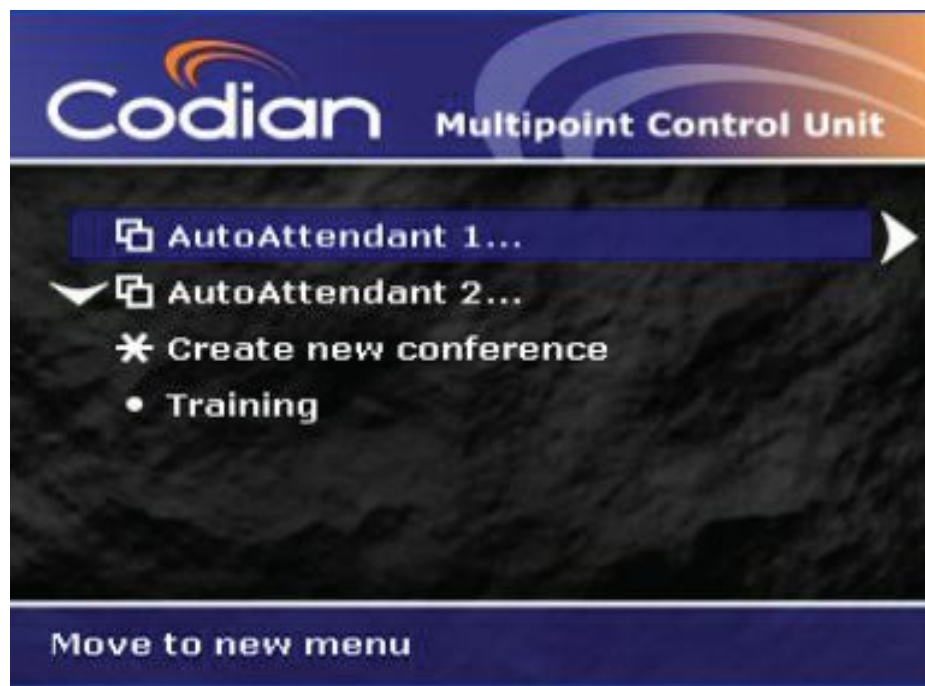 Codian
Multipoint Control Unit
AutoAttendant 1...
AutoAttendant 2...
Create new conference
Training
Move to new menu